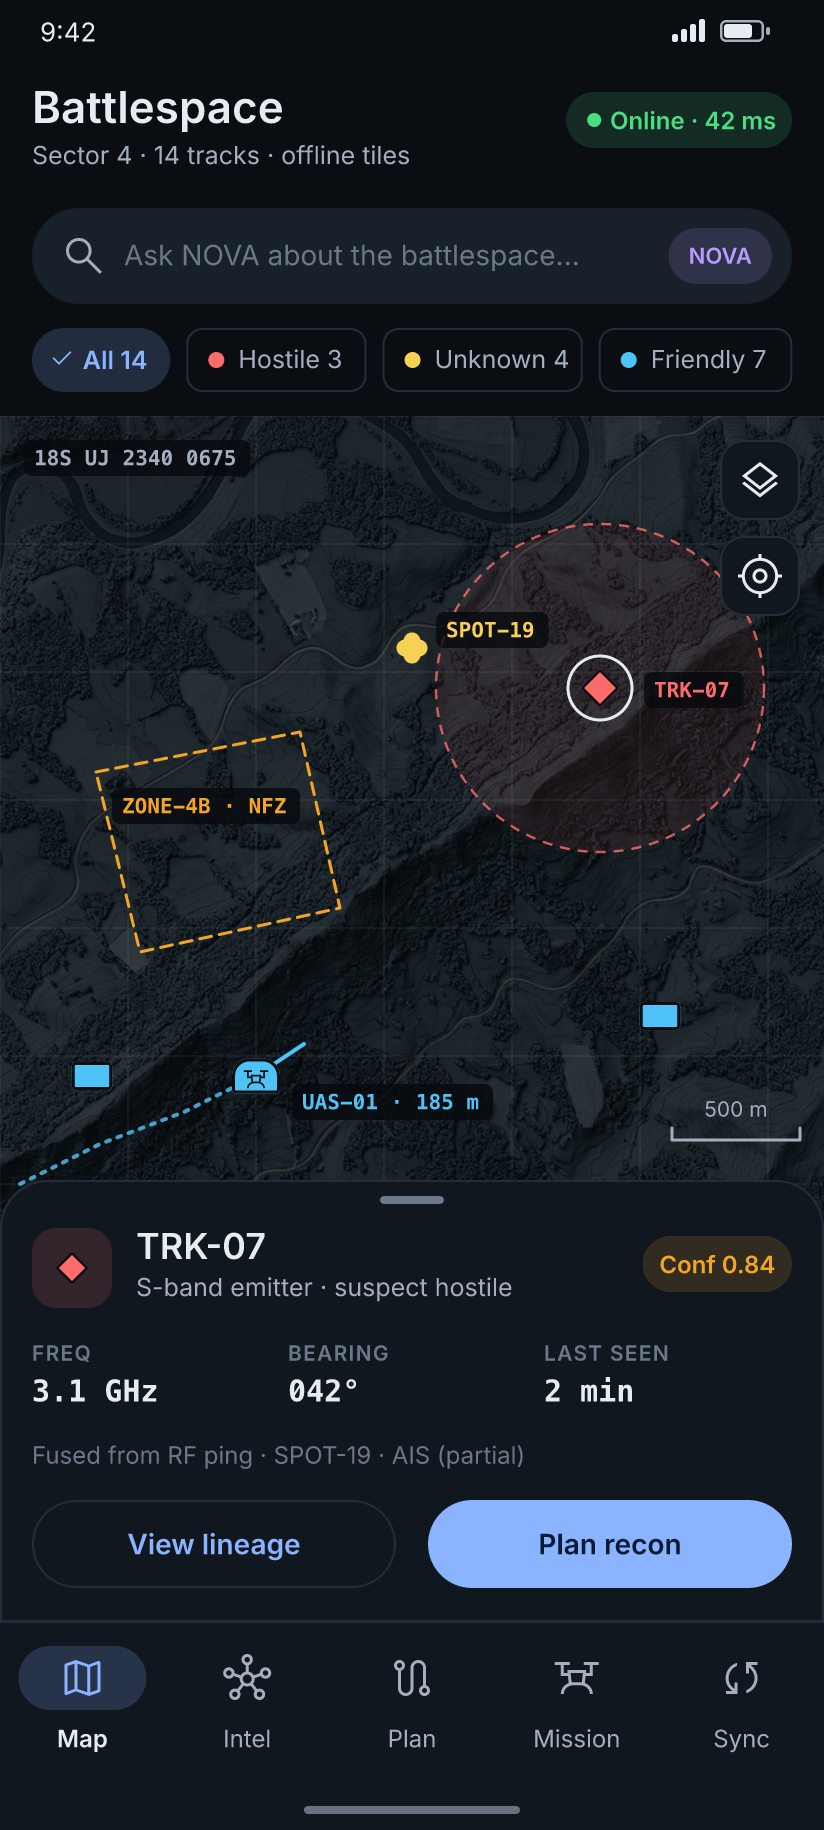 9:42
Battlespace
Online · 42 ms
Sector 4 · 14 tracks · offline tiles
Ask NOVA about the battlespace...
NOVA
All 14
Hostile 3
Unknown 4
Friendly 7
18S UJ 2340 0675
SPOT-19
TRK-07
ZONE-4B · NFZ
UAS-01 · 185 m
500 m
TRK-07
S-band emitter · suspect hostile
Conf 0.84
FREQ
BEARING
LAST SEEN
3.1 GHz
042°
2 min
Fused from RF ping · SPOT-19 · AIS (partial)
View lineage
Plan recon
Map
Intel
Plan
Mission
Sync